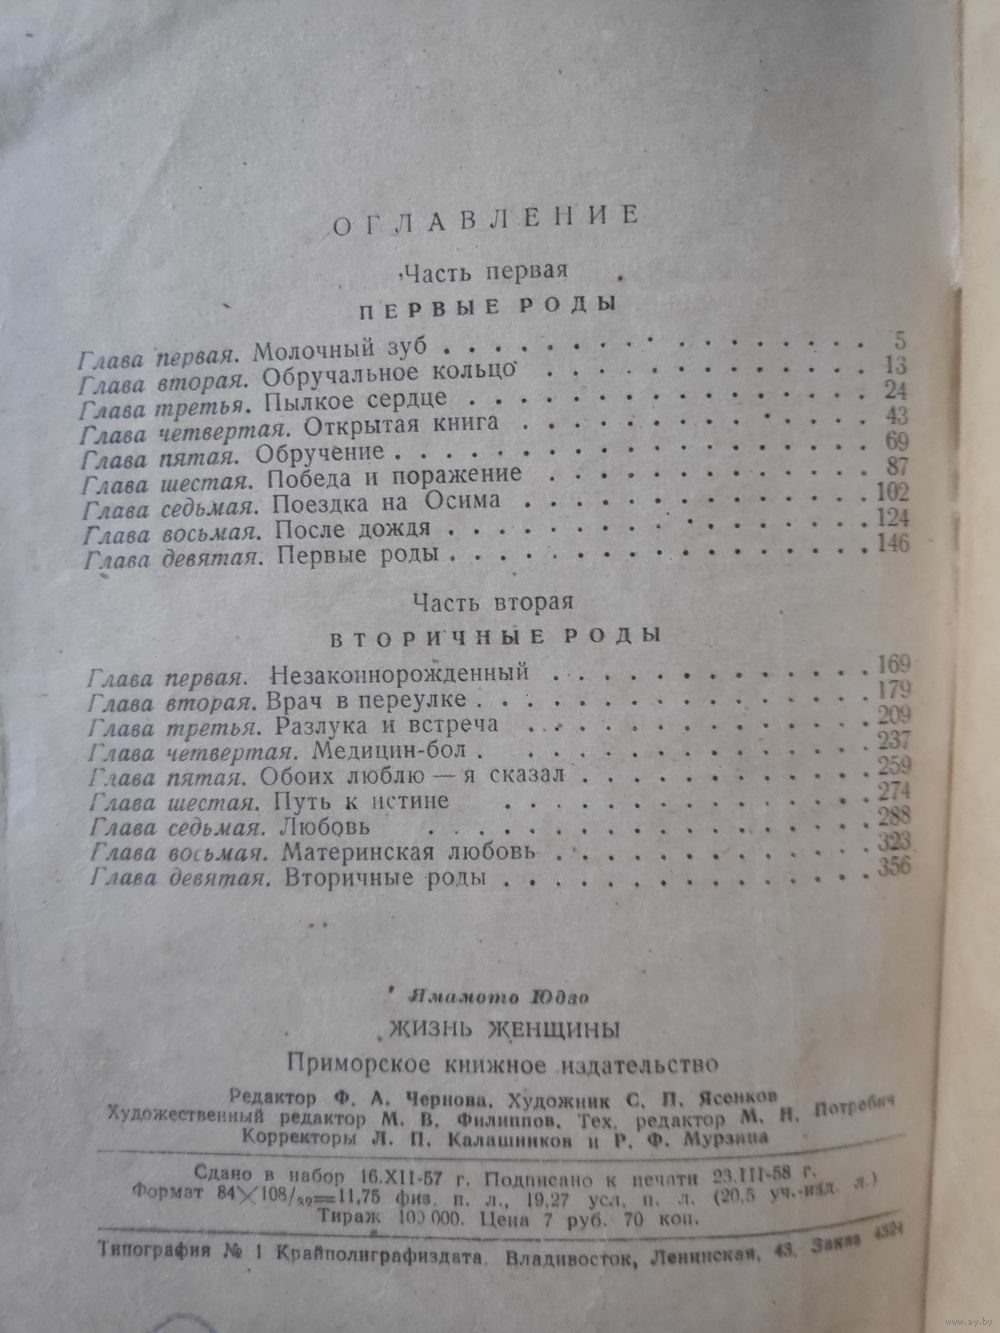 ОГЛАВЛЕНИЕ
Часть первая
ПЕРВЫЕ РОДЫ
Глава первая. Молочный зуб . . . . . . . . . . . . . . . . . 5
Глава вторая. Обручальное кольцо . . . . . . . . . . . . . 13
Глава третья. Пылкое сердце . . . . . . . . . . . . . . . . 24
Глава четвертая. Открытая книга . . . . . . . . . . . . . . 43
Глава пятая. Обручение . . . . . . . . . . . . . . . . . . . 69
Глава шестая. Победа и поражение . . . . . . . . . . . . . 87
Глава седьмая. Поездка на Осима . . . . . . . . . . . . . . 102
Глава восьмая. После дождя . . . . . . . . . . . . . . . . . 124
Глава девятая. Первые роды . . . . . . . . . . . . . . . . . 146
Часть вторая
ВТОРИЧНЫЕ РОДЫ
Глава первая. Незаконнорожденный . . . . . . . . . . . . . 169
Глава вторая. Врач в переулке . . . . . . . . . . . . . . . . 179
Глава третья. Разлука и встреча . . . . . . . . . . . . . . 209
Глава четвертая. Медицин-бол . . . . . . . . . . . . . . . 237
Глава пятая. Обоих люблю — я сказал . . . . . . . . . . . . 259
Глава шестая. Путь к истине . . . . . . . . . . . . . . . 274
Глава седьмая. Любовь . . . . . . . . . . . . . . . . . . 288
Глава восьмая. Материнская любовь . . . . . . . . . . . . . 323
Глава девятая. Вторичные роды . . . . . . . . . . . . . . . 356
Ямамото Юдзо
ЖИЗНЬ ЖЕНЩИНЫ
Приморское книжное издательство
Редактор Ф. А. Чернова. Художник С. П. Ясенков
Художественный редактор М. В. Филиппов. Тех. редактор М. Н. Потребич
Корректоры Л. П. Калашников и Р. Ф. Мурзина
Сдано в набор 16.XII-57 г. Подписано к печати 23.III-58 г.
Формат 84×108/32=11,75 физ. п. л., 19,27 усл. п. л. (20,5 уч.-изд. л.)
Тираж 100 000. Цена 7 руб. 70 коп.
Типография № 1 Крайполиграфиздата. Владивосток, Ленинская, 43. Заказ 4324
www.ay.by